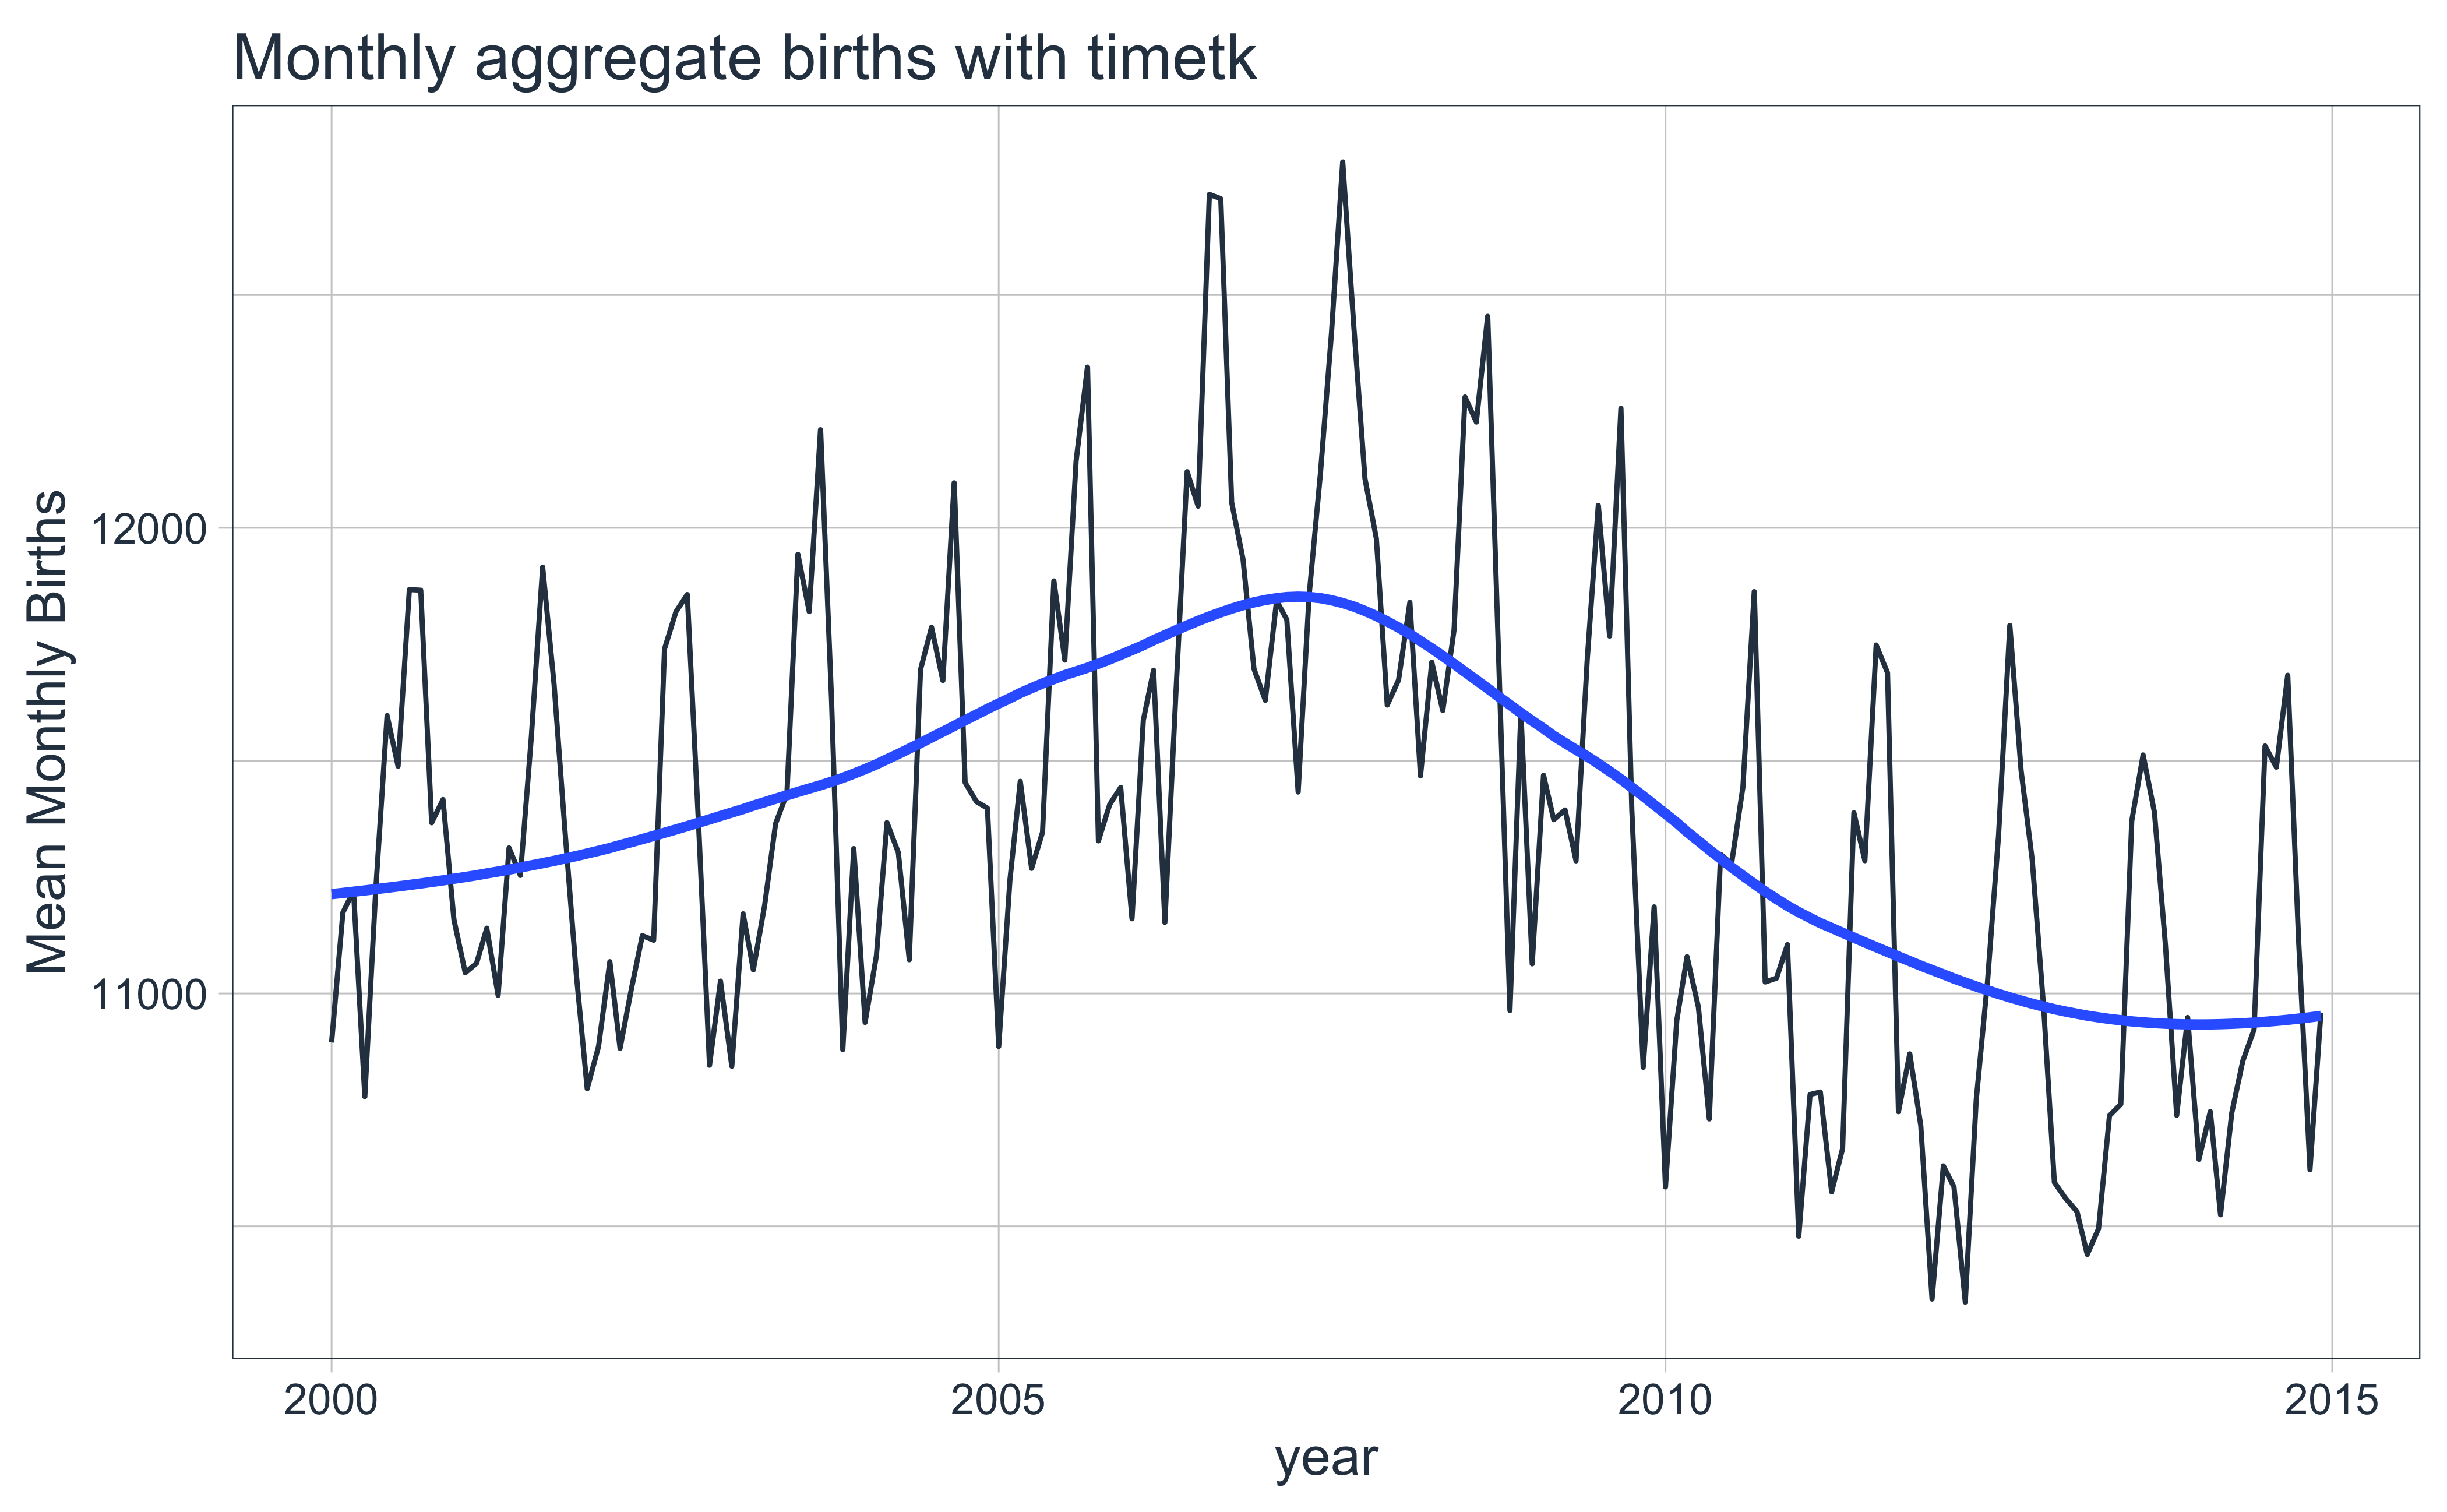 Monthly aggregate births with timetk
Mean Monthly Births
12000
11000
2000
2005
2010
2015
year